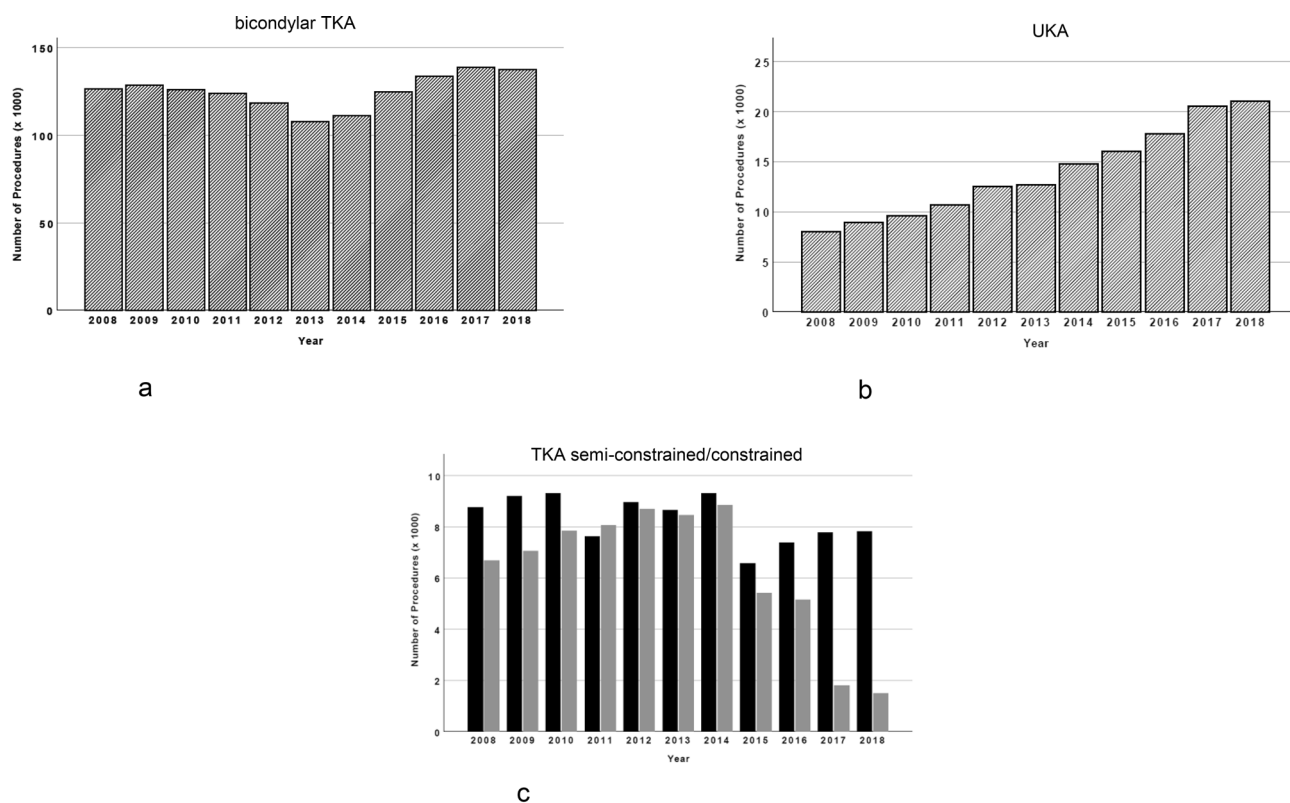 bicondylar TKA
Number of Procedures (x 1000)
150
100
50
0
2008 2009 2010 2011 2012 2013 2014 2015 2016 2017 2018
Year
a
UKA
Number of Procedures (x 1000)
25
20
15
10
5
0
2008 2009 2010 2011 2012 2013 2014 2015 2016 2017 2018
Year
b
TKA semi-constrained/constrained
Number of Procedures (x 1000)
10
8
6
4
2
0
2008 2009 2010 2011 2012 2013 2014 2015 2016 2017 2018
Year
c